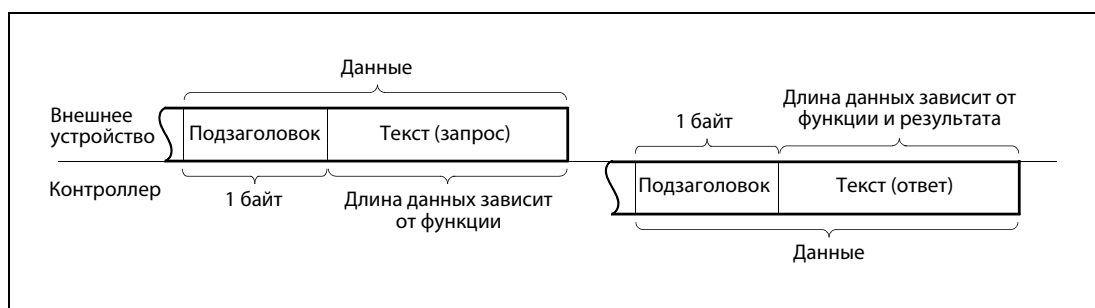 Данные
Внешнее
устройство
Подзаголовок
Текст (запрос)
1 байт
Длина данных зависит
от функции
Длина данных зависит от
функции и результата
1 байт
Контроллер
Подзаголовок
Текст (ответ)
Данные